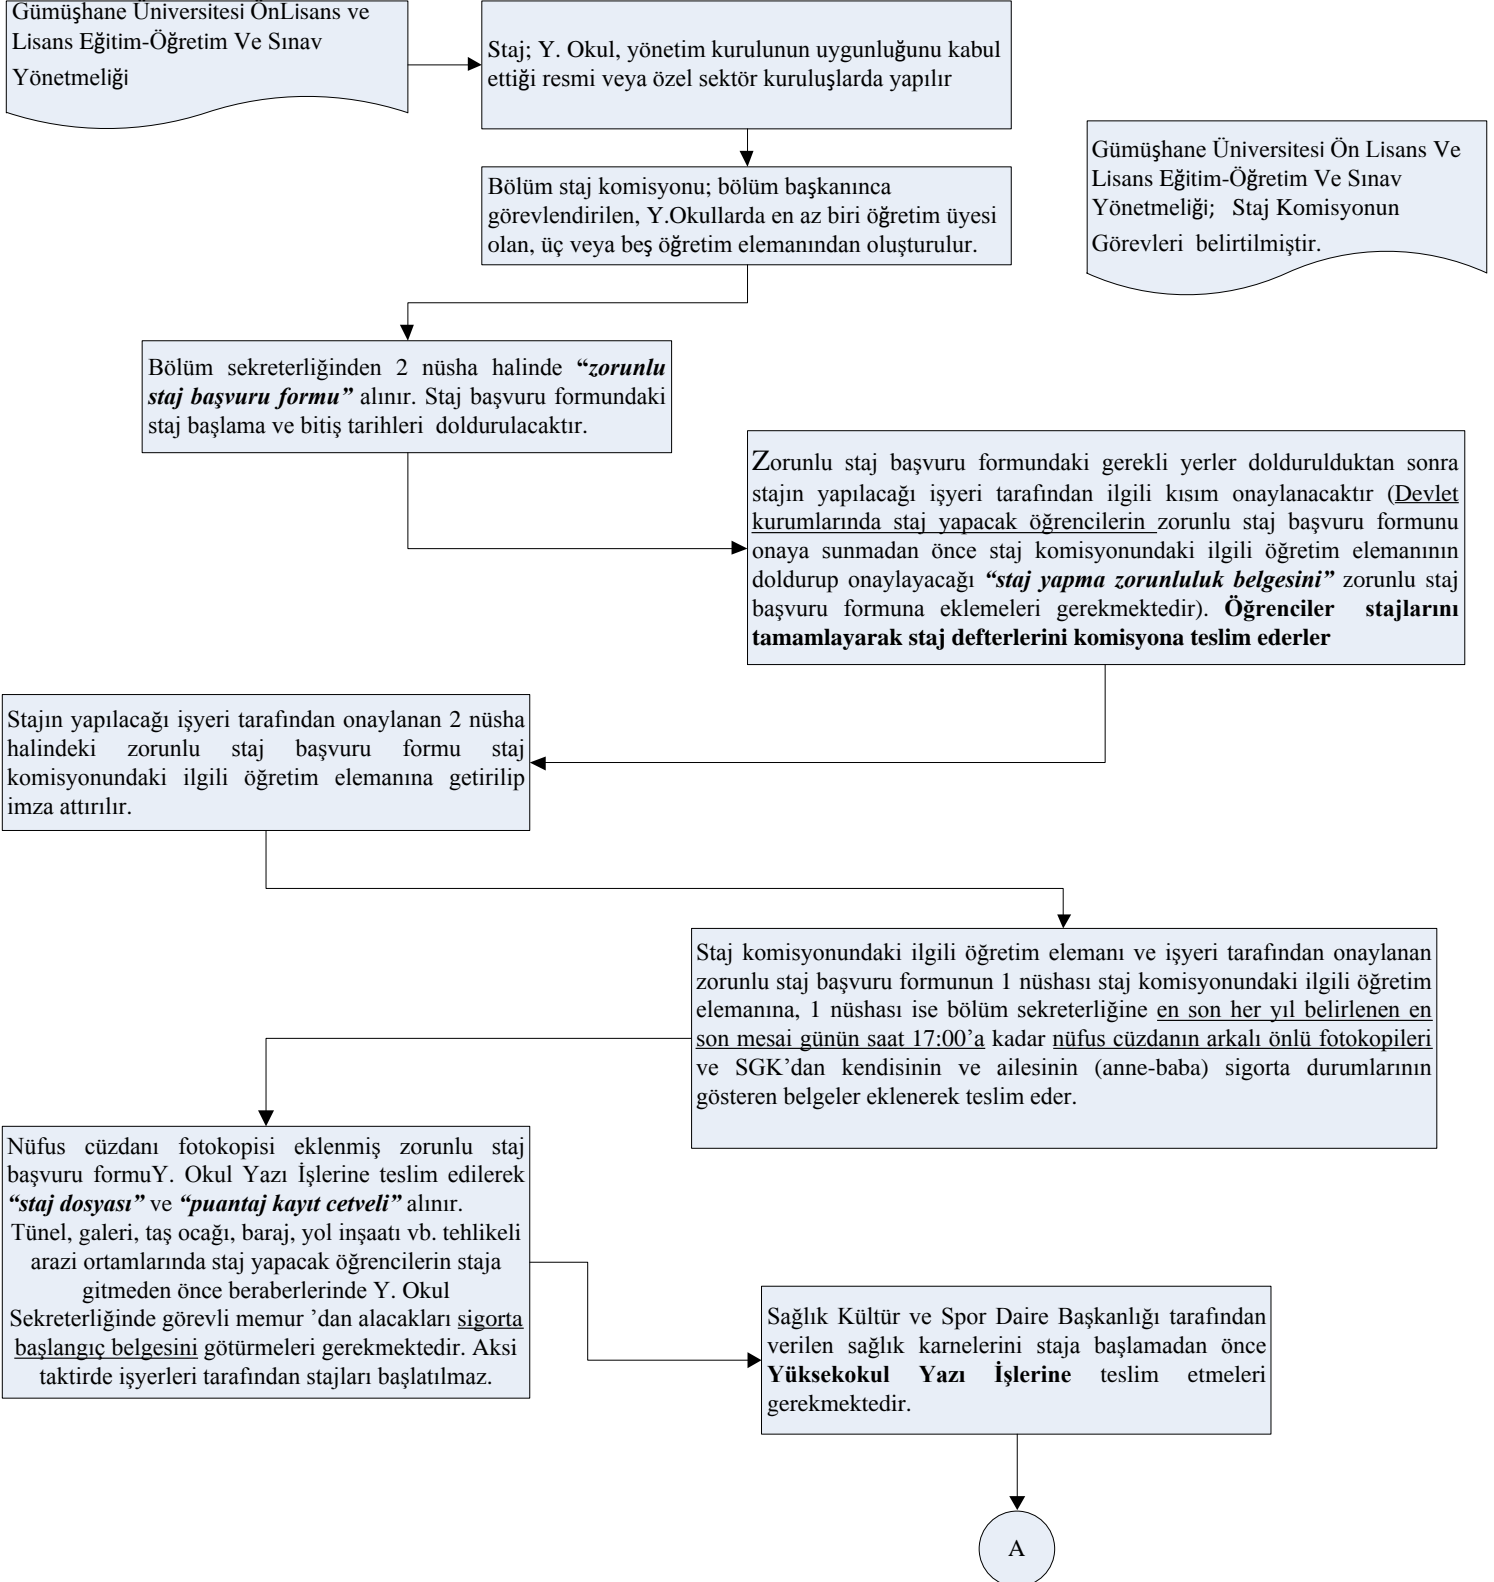 Gümüşhane Üniversitesi ÖnLisans ve
Lisans Eğitim-Öğretim Ve Sınav
Yönetmeliği
Staj; Y. Okul, yönetim kurulunun uygunluğunu kabul
ettiği resmi veya özel sektör kuruluşlarda yapılır
Gümüşhane Üniversitesi Ön Lisans Ve
Lisans Eğitim-Öğretim Ve Sınav
Yönetmeliği; Staj Komisyonun
Görevleri belirtilmiştir.
Bölüm staj komisyonu; bölüm başkanınca
görevlendirilen, Y.Okullarda en az biri öğretim üyesi
olan, üç veya beş öğretim elemanından oluşturulur.
Bölüm sekreterliğinden 2 nüsha halinde “zorunlu
staj başvuru formu” alınır. Staj başvuru formundaki
staj başlama ve bitiş tarihleri doldurulacaktır.
Zorunlu staj başvuru formundaki gerekli yerler doldurulduktan sonra
stajın yapılacağı işyeri tarafından ilgili kısım onaylanacaktır (Devlet
kurumlarında staj yapacak öğrencilerin zorunlu staj başvuru formunu
onaya sunmadan önce staj komisyonundaki ilgili öğretim elemanının
doldurup onaylayacağı “staj yapma zorunluluk belgesini” zorunlu staj
başvuru formuna eklemeleri gerekmektedir). Öğrenciler stajlarını
tamamlayarak staj defterlerini komisyona teslim ederler
Stajın yapılacağı işyeri tarafından onaylanan 2 nüsha
halindeki zorunlu staj başvuru formu staj
komisyonundaki ilgili öğretim elemanına getirilip
imza attırılır.
Staj komisyonundaki ilgili öğretim elemanı ve işyeri tarafından onaylanan
zorunlu staj başvuru formunun 1 nüshası staj komisyonundaki ilgili öğretim
elemanına, 1 nüshası ise bölüm sekreterliğine en son her yıl belirlenen en
son mesai günün saat 17:00’a kadar nüfus cüzdanın arkalı önlü fotokopileri
ve SGK’dan kendisinin ve ailesinin (anne-baba) sigorta durumlarının
gösteren belgeler eklenerek teslim eder.
Nüfus cüzdanı fotokopisi eklenmiş zorunlu staj
başvuru formuY. Okul Yazı İşlerine teslim edilerek
“staj dosyası” ve “puantaj kayıt cetveli” alınır.
Tünel, galeri, taş ocağı, baraj, yol inşaatı vb. tehlikeli
arazi ortamlarında staj yapacak öğrencilerin staja
gitmeden önce beraberlerinde Y. Okul
Sekreterliğinde görevli memur ’dan alacakları sigorta
başlangıç belgesini götürmeleri gerekmektedir. Aksi
taktirde işyerleri tarafından stajları başlatılmaz.
Sağlık Kültür ve Spor Daire Başkanlığı tarafından
verilen sağlık karnelerini staja başlamadan önce
Yüksekokul Yazı İşlerine teslim etmeleri
gerekmektedir.
A